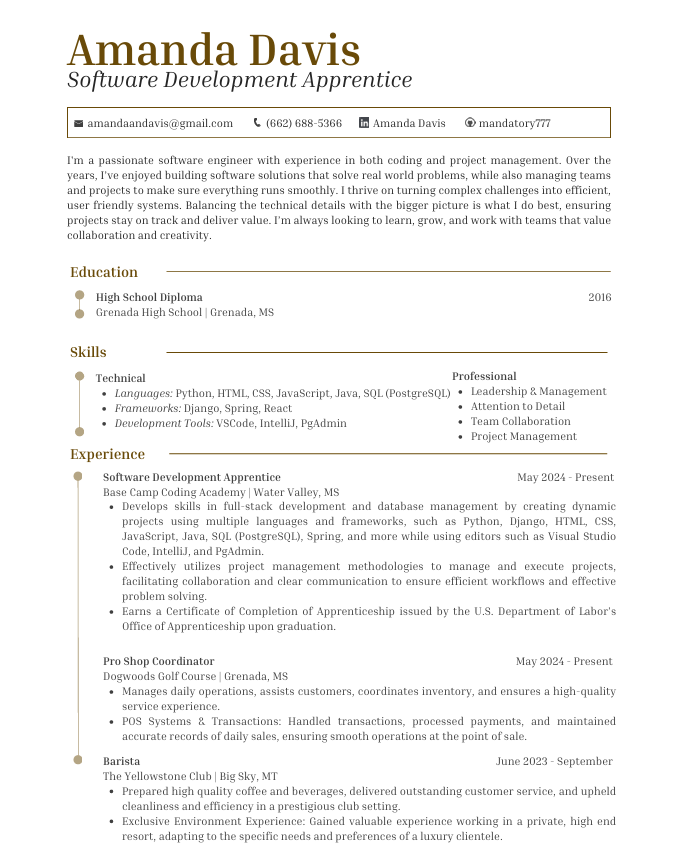 Amanda Davis
Software Development Apprentice
amandaandavis@gmail.com (662) 688-5366 Amanda Davis mandatory777
I'm a passionate software engineer with experience in both coding and project management. Over the
years, I've enjoyed building software solutions that solve real world problems, while also managing teams
and projects to make sure everything runs smoothly. I thrive on turning complex challenges into efficient,
user friendly systems. Balancing the technical details with the bigger picture is what I do best, ensuring
projects stay on track and deliver value. I'm always looking to learn, grow, and work with teams that value
collaboration and creativity.
Education
High School Diploma 2016
Grenada High School | Grenada, MS
Skills
Technical
• Languages: Python, HTML, CSS, JavaScript, Java, SQL (PostgreSQL)
• Frameworks: Django, Spring, React
• Development Tools: VSCode, IntelliJ, PgAdmin
Professional
• Leadership & Management
• Attention to Detail
• Team Collaboration
• Project Management
Experience
Software Development Apprentice May 2024 - Present
Base Camp Coding Academy | Water Valley, MS
• Develops skills in full-stack development and database management by creating dynamic
projects using multiple languages and frameworks, such as Python, Django, HTML, CSS,
JavaScript, Java, SQL (PostgreSQL), Spring, and more while using editors such as Visual Studio
Code, IntelliJ, and PgAdmin.
• Effectively utilizes project management methodologies to manage and execute projects,
facilitating collaboration and clear communication to ensure efficient workflows and effective
problem solving.
• Earns a Certificate of Completion of Apprenticeship issued by the U.S. Department of Labor's
Office of Apprenticeship upon graduation.
Pro Shop Coordinator May 2024 - Present
Dogwoods Golf Course | Grenada, MS
• Manages daily operations, assists customers, coordinates inventory, and ensures a high-quality
service experience.
• POS Systems & Transactions: Handled transactions, processed payments, and maintained
accurate records of daily sales, ensuring smooth operations at the point of sale.
Barista June 2023 - September
The Yellowstone Club | Big Sky, MT
• Prepared high quality coffee and beverages, delivered outstanding customer service, and upheld
cleanliness and efficiency in a prestigious club setting.
• Exclusive Environment Experience: Gained valuable experience working in a private, high end
resort, adapting to the specific needs and preferences of a luxury clientele.